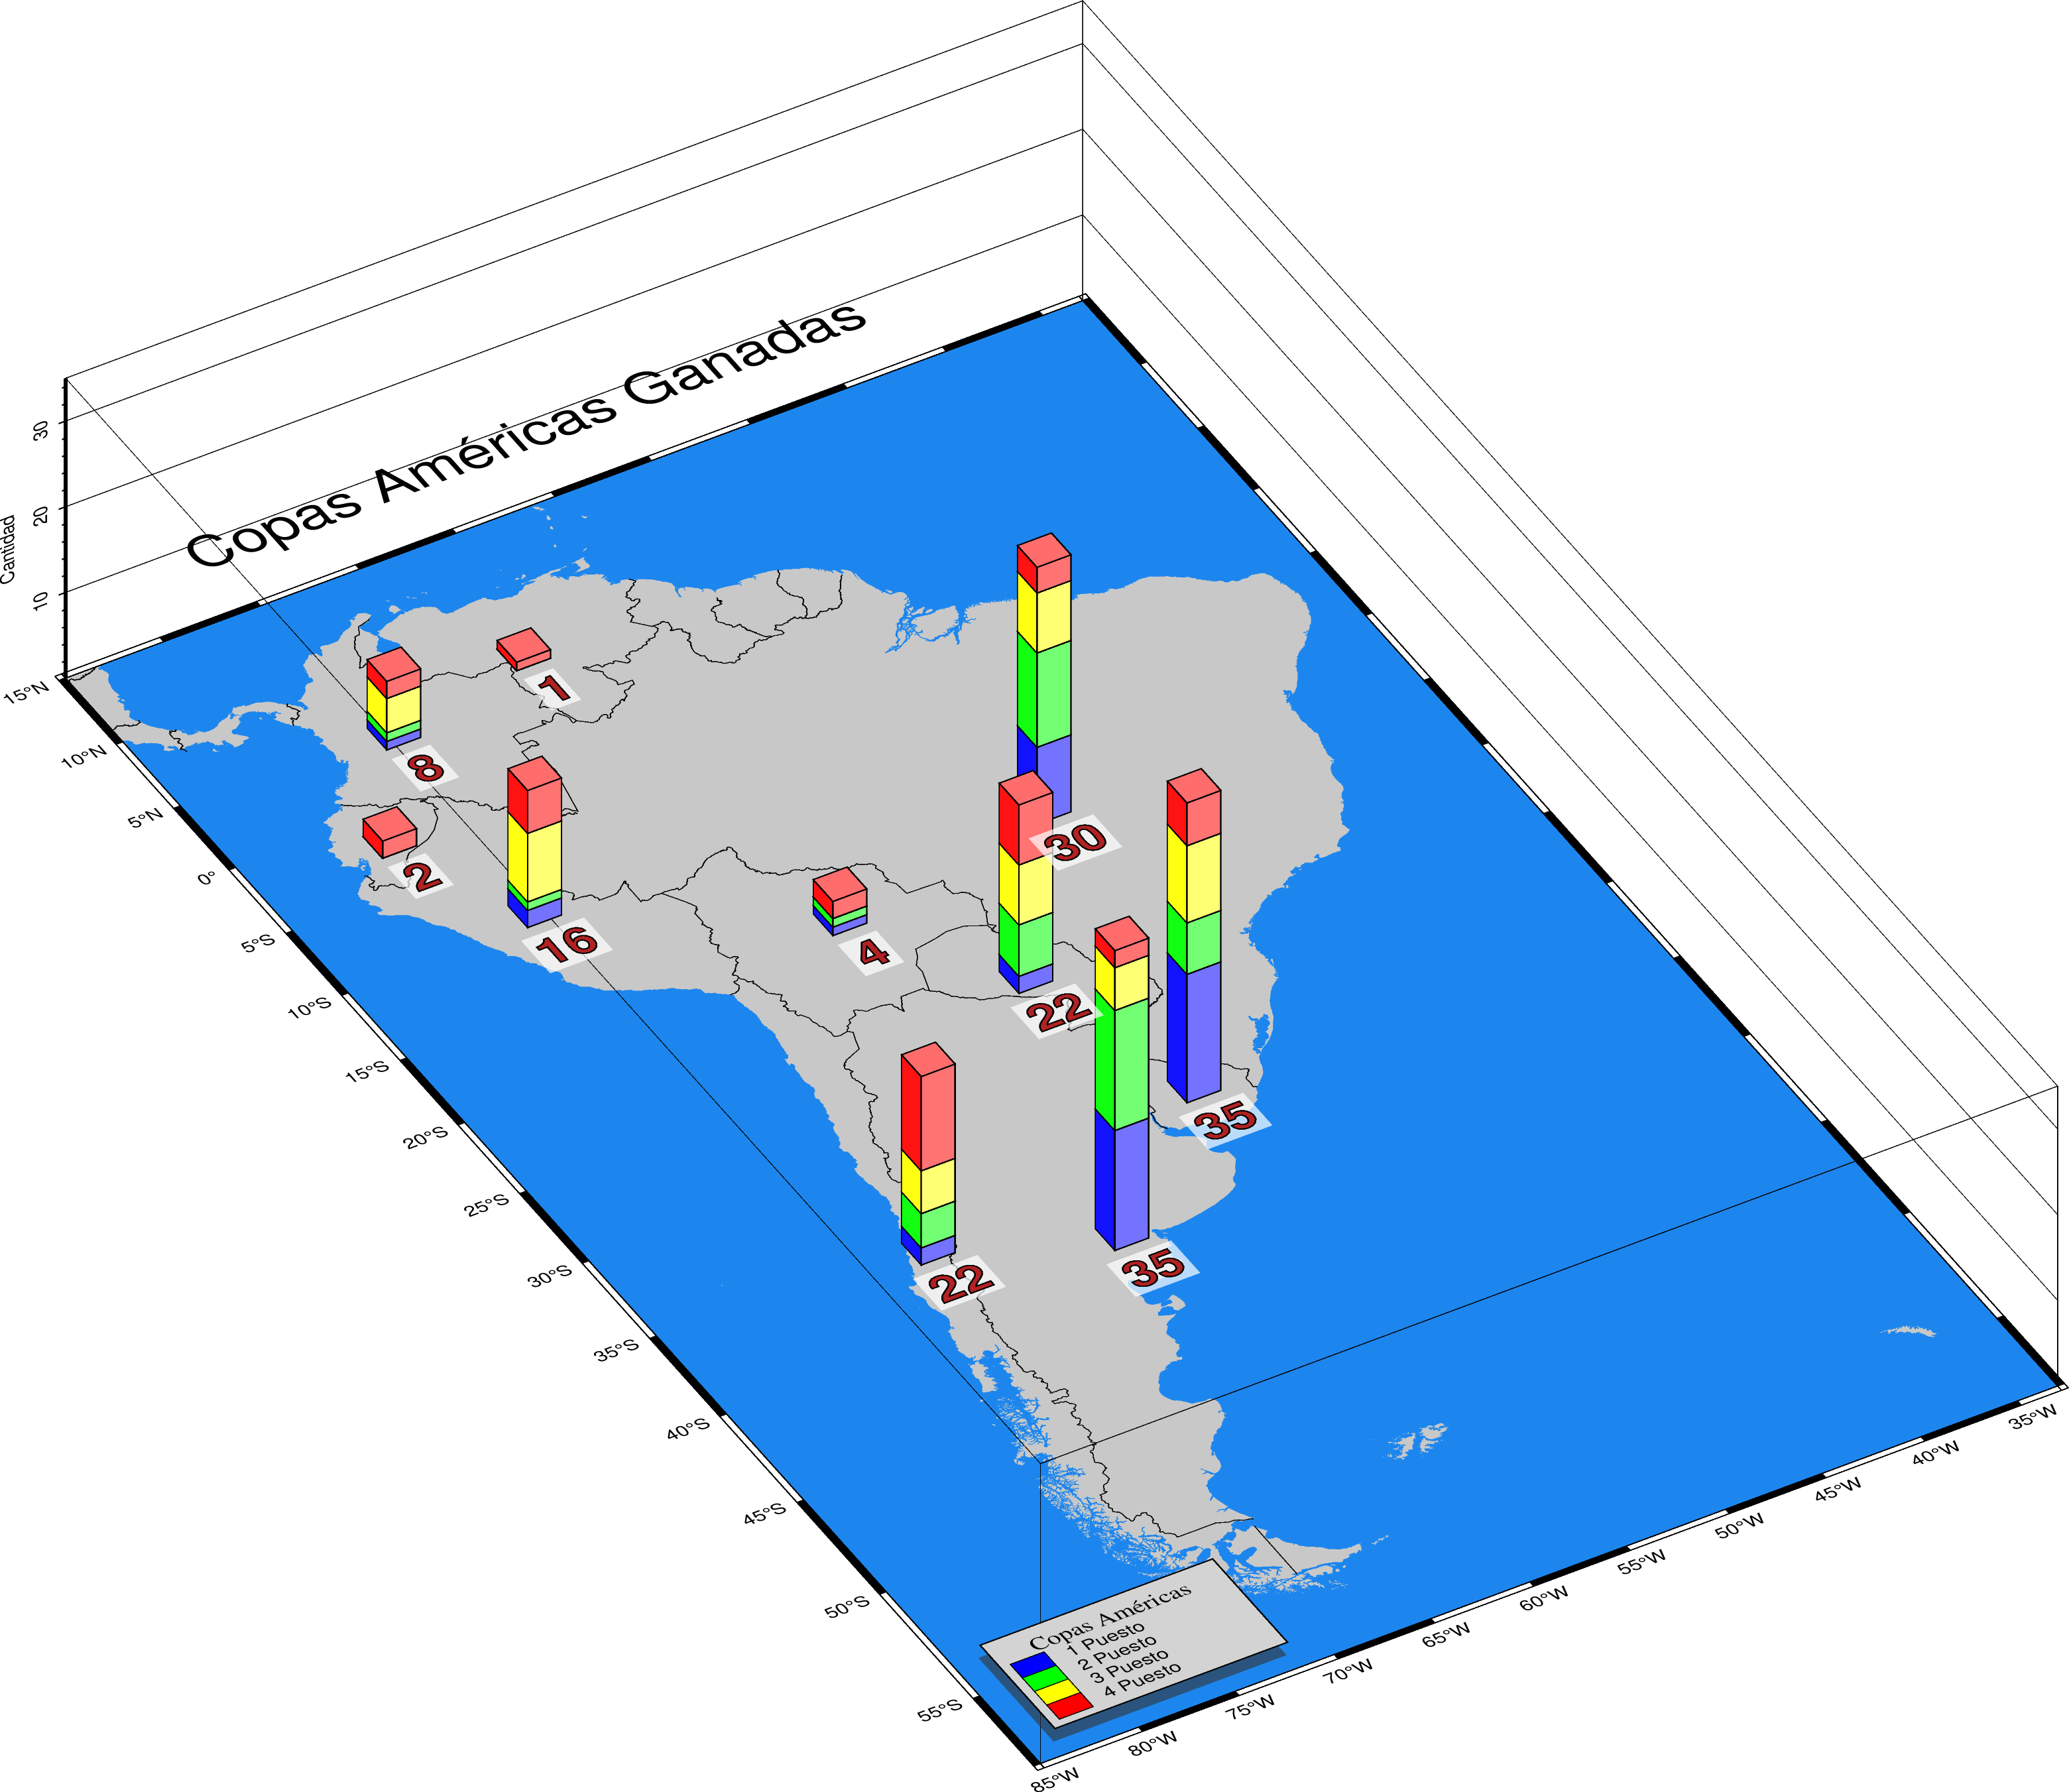 Copas Américas Ganadas
Cantidad
30
20
10
15°N
10°N
5°N
0°
5°S
10°S
15°S
20°S
25°S
30°S
35°S
40°S
45°S
50°S
55°S
85°W
80°W
75°W
70°W
65°W
60°W
55°W
50°W
45°W
40°W
35°W
1
8
2
16
4
30
22
35
22
35
Copas Américas
1 Puesto
2 Puesto
3 Puesto
4 Puesto